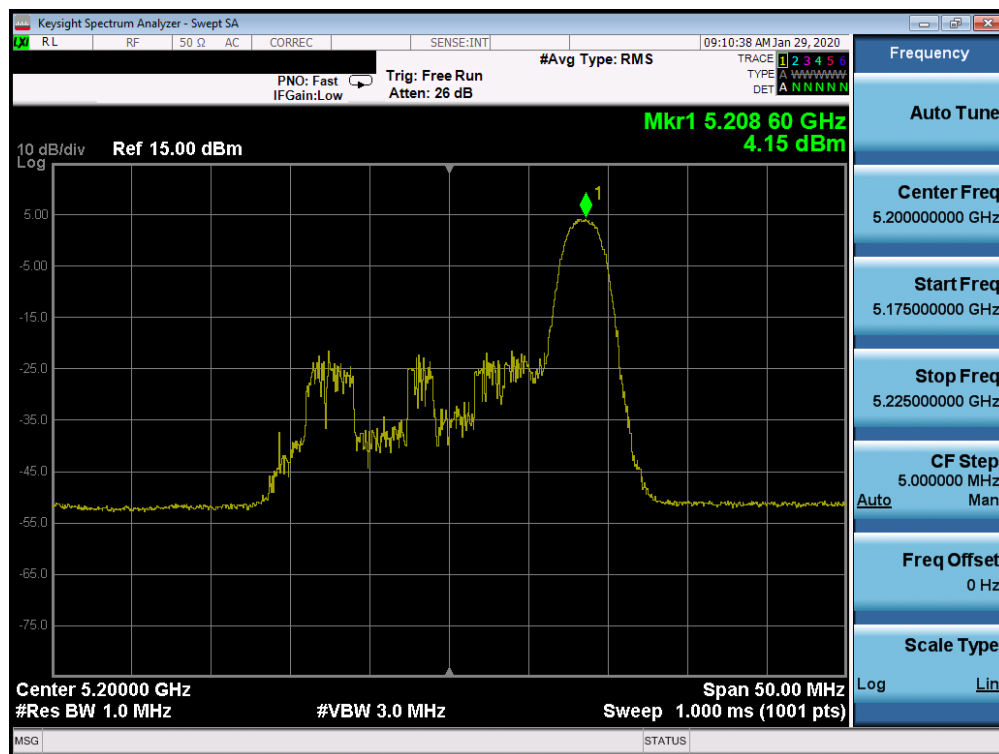 Keysight Spectrum Analyzer - Swept SA
LXI RL RF 50 Ω AC CORREC SENSE:INT 09:10:38 AM Jan 29, 2020
#Avg Type: RMS
TRACE 1 2 3 4 5 6
TYPE A WWWWWW
DET A N N N N N
PNO: Fast
IFGain:Low
Trig: Free Run
Atten: 26 dB
Mkr1 5.208 60 GHz
4.15 dBm
10 dB/div Ref 15.00 dBm
Log
1
5.00
-5.00
-15.0
-25.0
-35.0
-45.0
-55.0
-65.0
-75.0
Center 5.20000 GHz Span 50.00 MHz
#Res BW 1.0 MHz #VBW 3.0 MHz Sweep 1.000 ms (1001 pts)
MSG STATUS
Frequency
Auto Tune
Center Freq
5.200000000 GHz
Start Freq
5.175000000 GHz
Stop Freq
5.225000000 GHz
CF Step
5.000000 MHz
Auto Man
Freq Offset
0 Hz
Scale Type
Log Lin